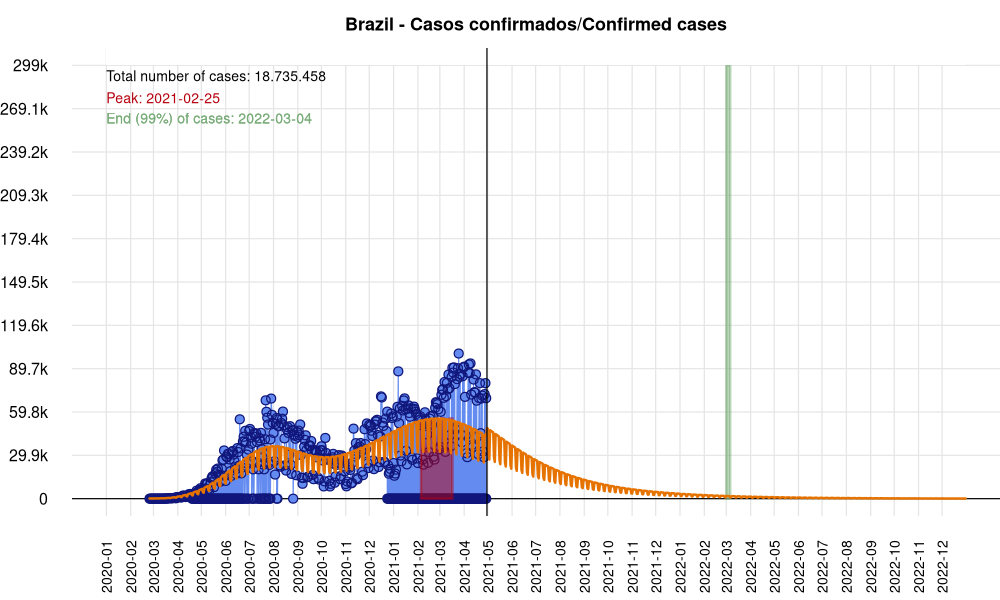 Brazil - Casos confirmados/Confirmed cases
299k
Total number of cases: 18.735.458
Peak: 2021-02-25
269.1k
End (99%) of cases: 2022-03-04
239.2k
209.3k
179.4k
149.5k
119.6k
89.7k
59.8k
29.9k
0
2020-01
2020-02
2020-03
2020-04
2020-05
2020-06
2020-07
2020-08
2020-09
2020-10
2020-11
2020-12
2021-01
2021-02
2021-03
2021-04
2021-05
2021-06
2021-07
2021-08
2021-09
2021-10
2021-11
2021-12
2022-01
2022-02
2022-03
2022-04
2022-05
2022-06
2022-07
2022-08
2022-09
2022-10
2022-11
2022-12